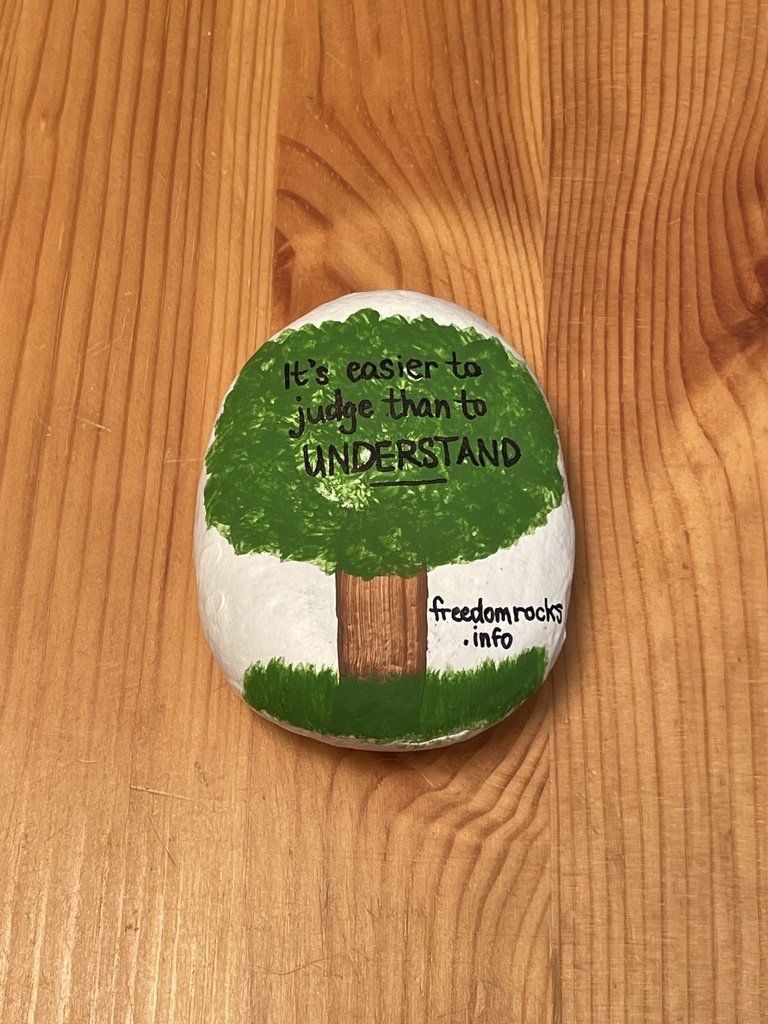 It's easier to
judge than to
UNDERSTAND
freedomrocks
.info